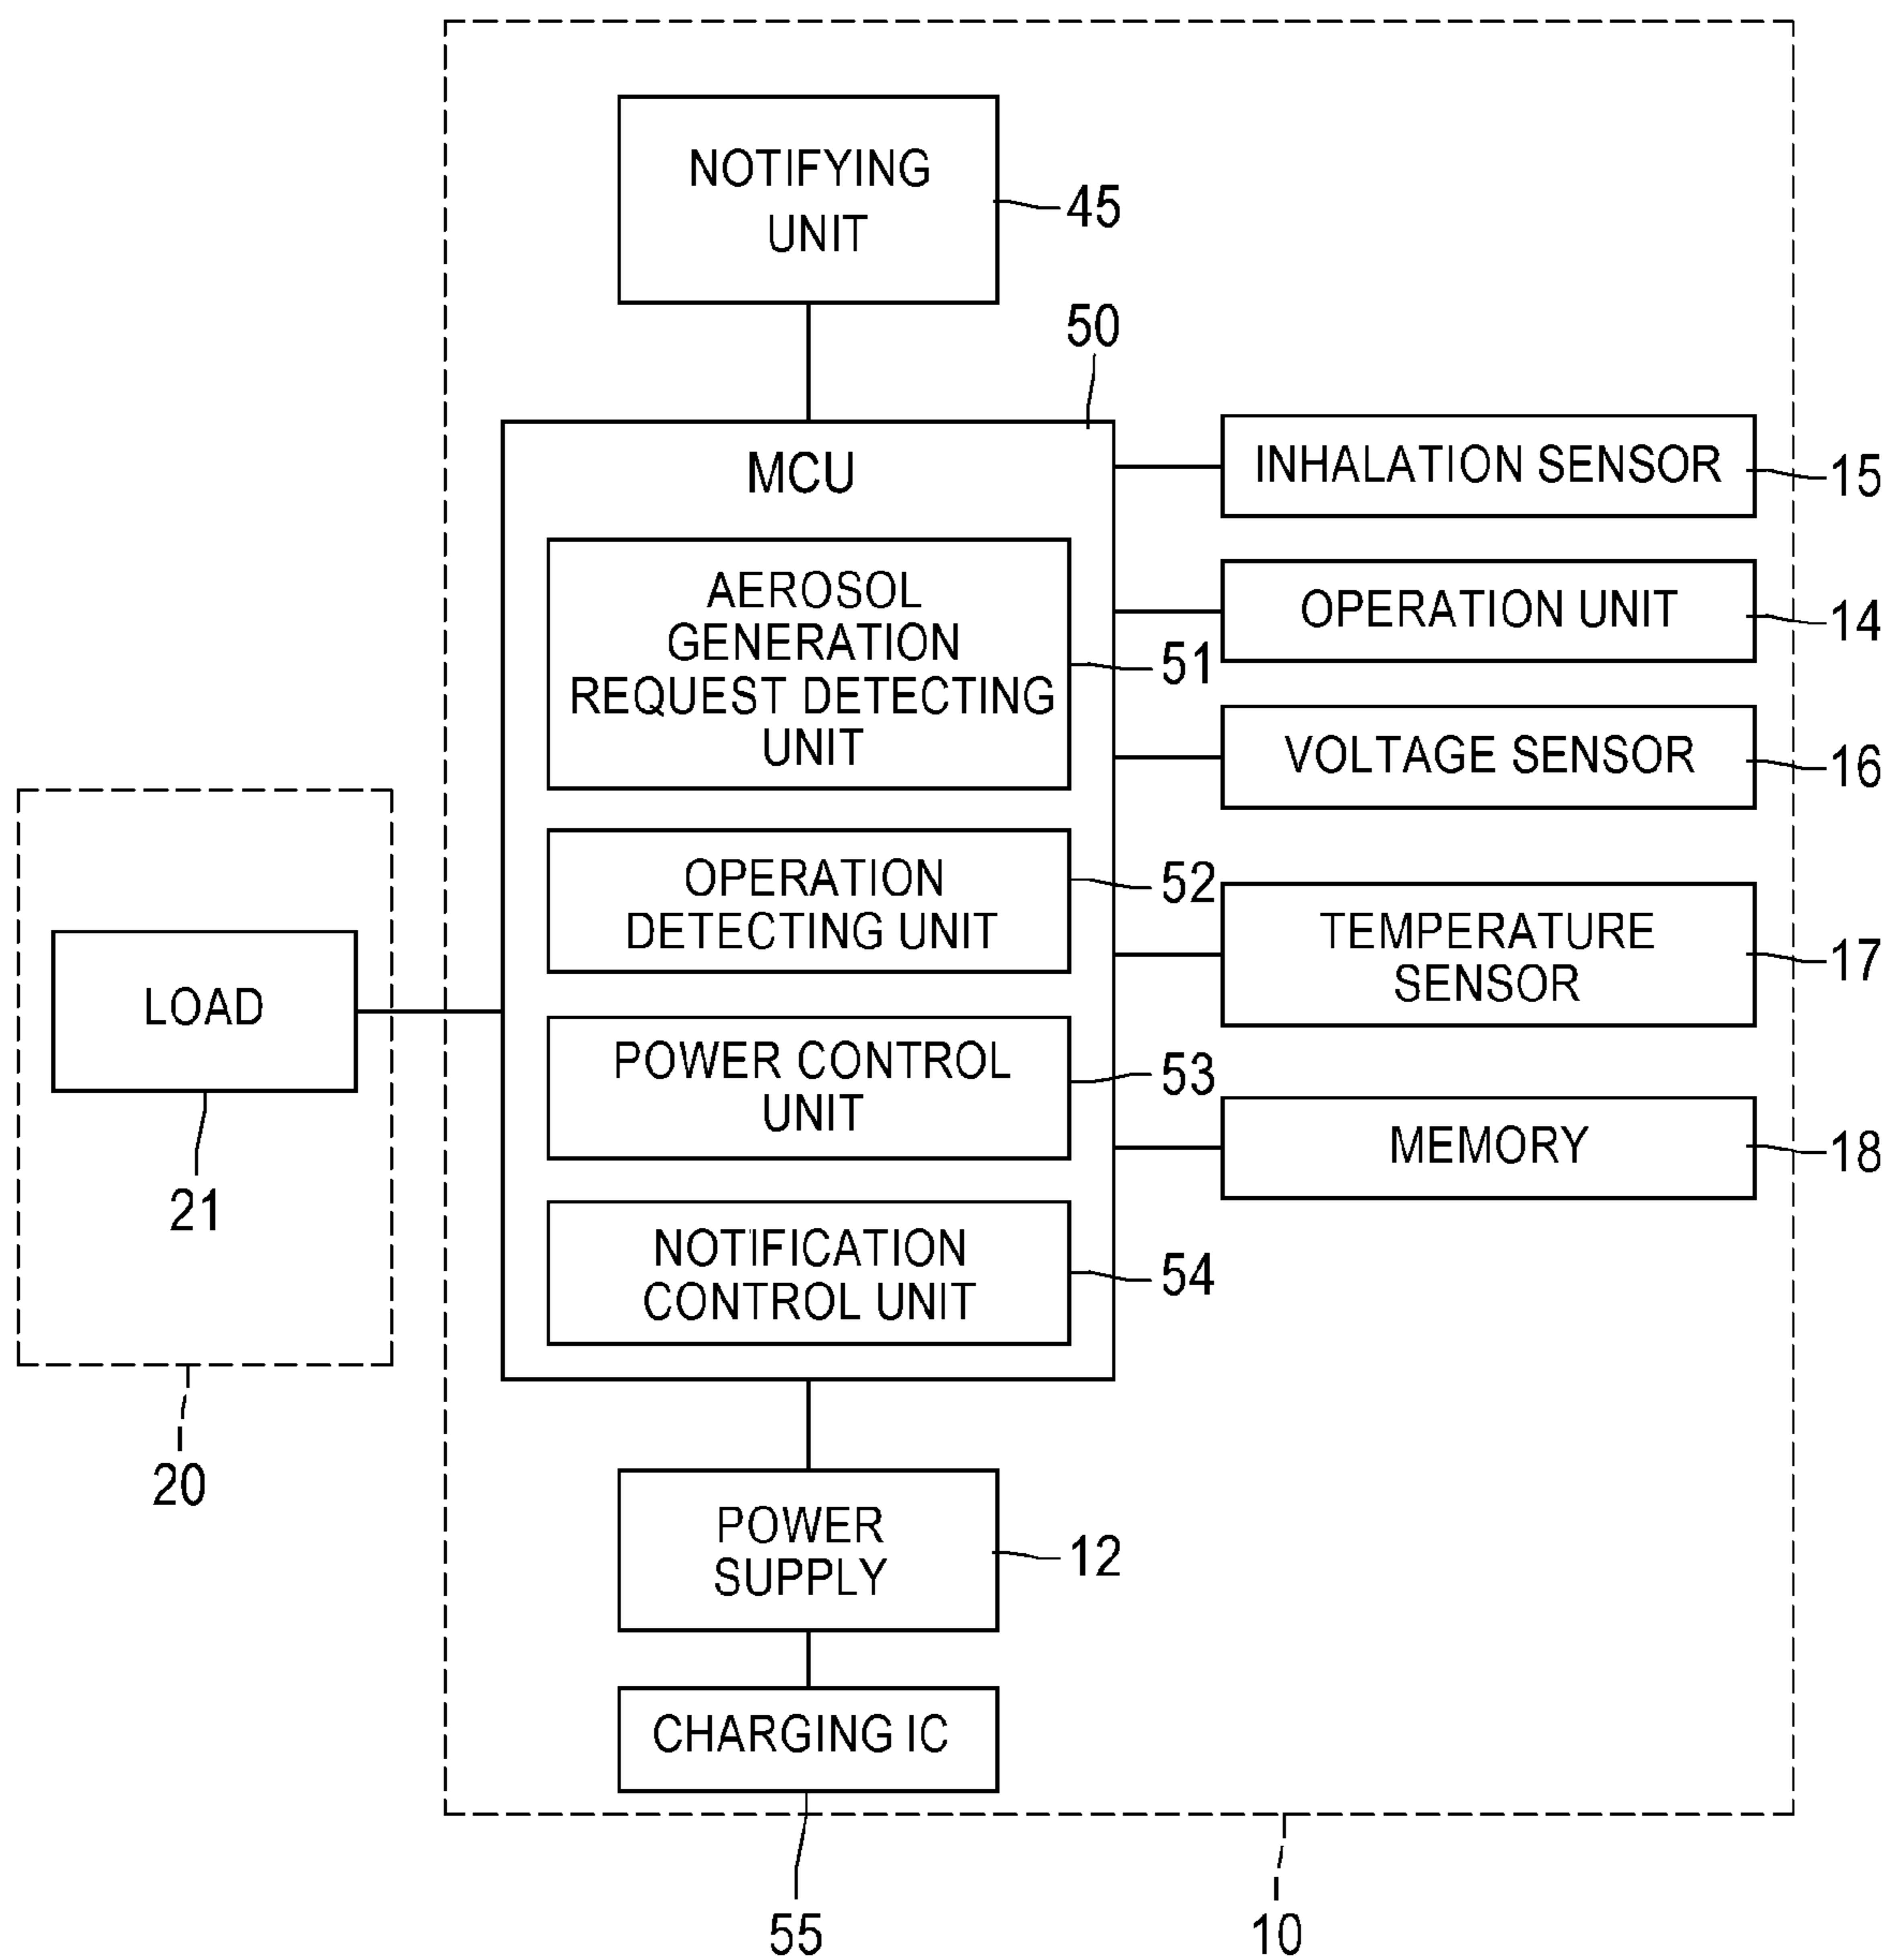 NOTIFYING
UNIT
45
50
MCU
INHALATION SENSOR
15
AEROSOL
GENERATION
REQUEST DETECTING
UNIT
51
OPERATION UNIT
14
VOLTAGE SENSOR
16
OPERATION
DETECTING UNIT
52
TEMPERATURE
SENSOR
17
LOAD
21
POWER CONTROL
UNIT
53
MEMORY
18
NOTIFICATION
CONTROL UNIT
54
20
POWER
SUPPLY
12
CHARGING IC
55
10